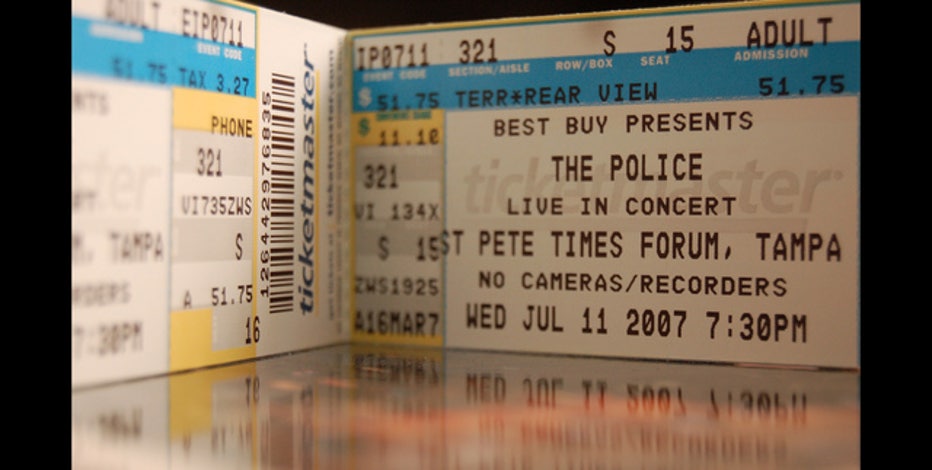 ADULT EIP0711
EVENT CODE
51.75 TAX 3.27
PHONE
321
VI735ZWS
TAMPA S
A 51.75
7:30PM 16
126442976835
ticketmaster
IP0711 321 S 15 ADULT
EVENT CODE SECTION/AISLE ROW/BOX SEAT ADMISSION
$ 51.75 TERR*REAR VIEW 51.75
$ 11.10 BEST BUY PRESENTS
321 THE POLICE
ticketmaster
VI 134X LIVE IN CONCERT
S 15 ST PETE TIMES FORUM, TAMPA
ZWS1925 NO CAMERAS/RECORDERS
A16MAR7 WED JUL 11 2007 7:30PM